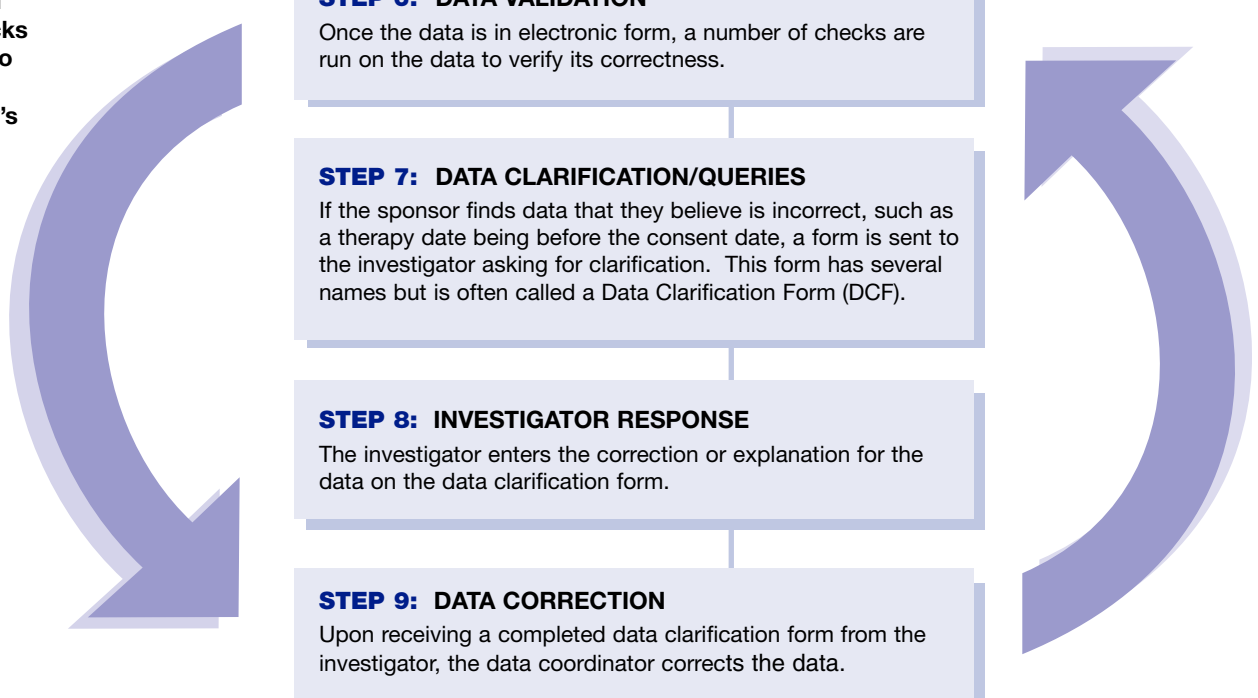 cks
o
's
STEP 6: DATA VALIDATION
Once the data is in electronic form, a number of checks are
run on the data to verify its correctness.
STEP 7: DATA CLARIFICATION/QUERIES
If the sponsor finds data that they believe is incorrect, such as
a therapy date being before the consent date, a form is sent to
the investigator asking for clarification. This form has several
names but is often called a Data Clarification Form (DCF).
STEP 8: INVESTIGATOR RESPONSE
The investigator enters the correction or explanation for the
data on the data clarification form.
STEP 9: DATA CORRECTION
Upon receiving a completed data clarification form from the
investigator, the data coordinator corrects the data.